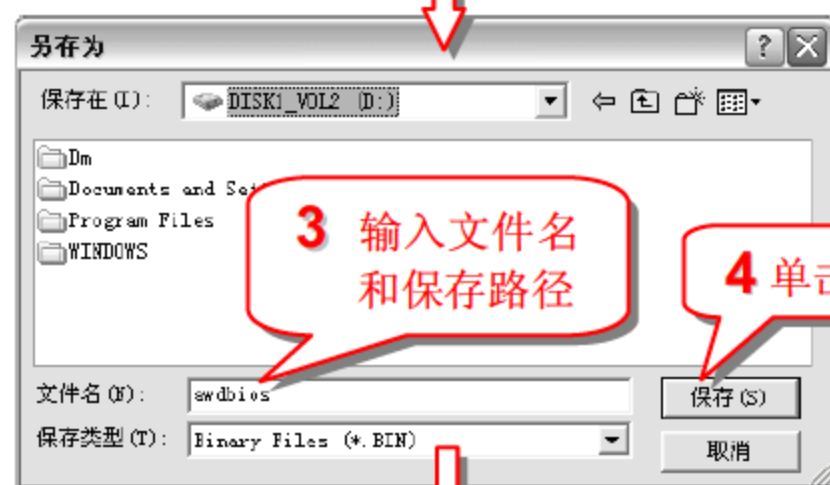 另存为
保存在(I):
DISK1_VOL2 (D:)
Dm
Documents and
Program Files
WINDOWS
3 输入文件名
和保存路径
4 单击
文件名(N):
awdbios
保存(S)
保存类型(T):
Binary Files (*.BIN)
取消